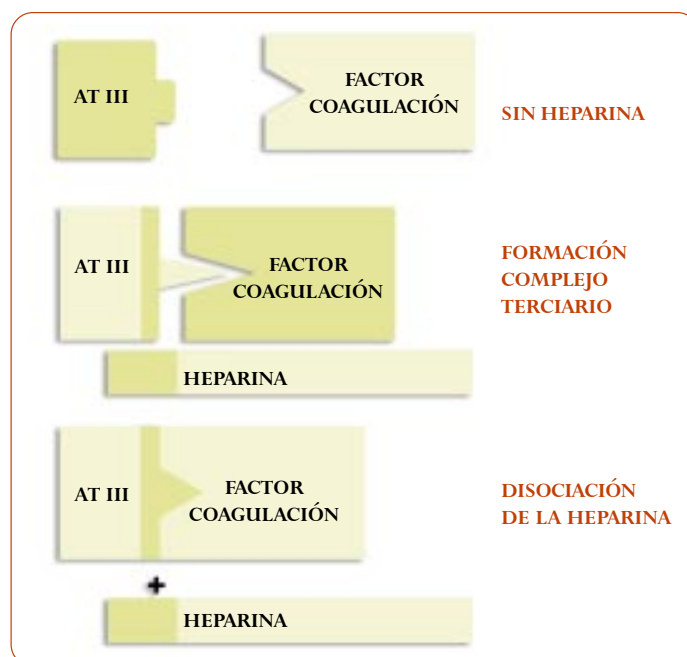 AT III
FACTOR
COAGULACIÓN
SIN HEPARINA
AT III
FACTOR
COAGULACIÓN
HEPARINA
FORMACIÓN
COMPLEJO
TERCIARIO
AT III
FACTOR
COAGULACIÓN
+
HEPARINA
DISOCIACIÓN
DE LA HEPARINA